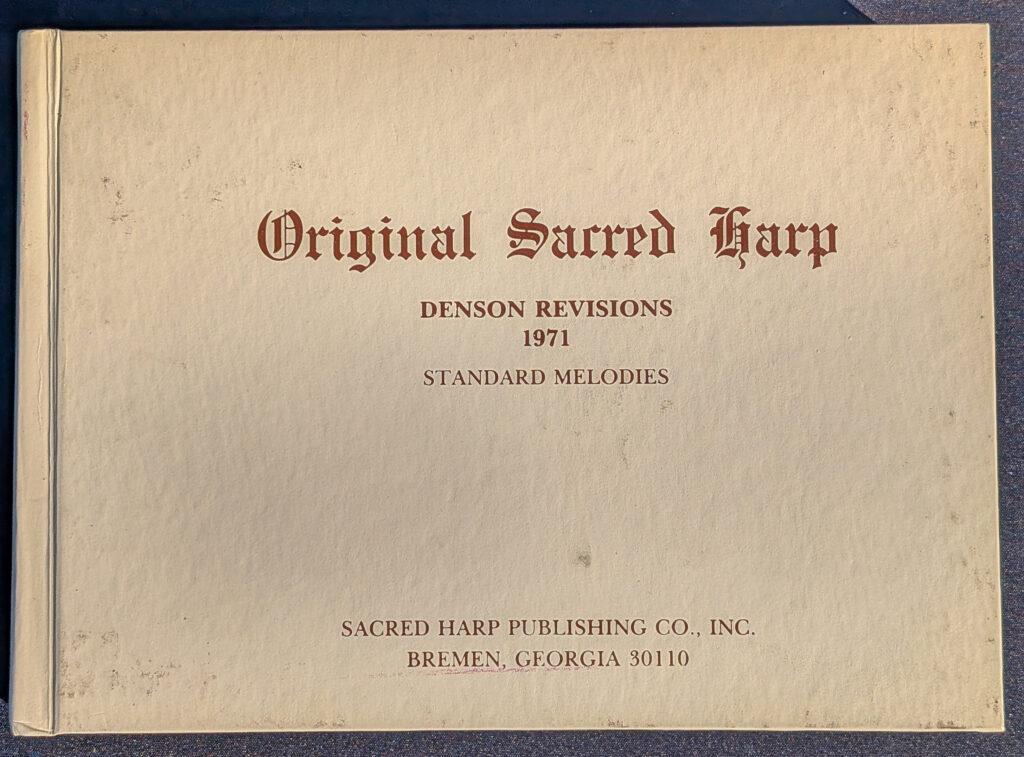 Original Sacred Harp
DENSON REVISIONS
1971
STANDARD MELODIES
SACRED HARP PUBLISHING CO., INC.
BREMEN, GEORGIA 30110